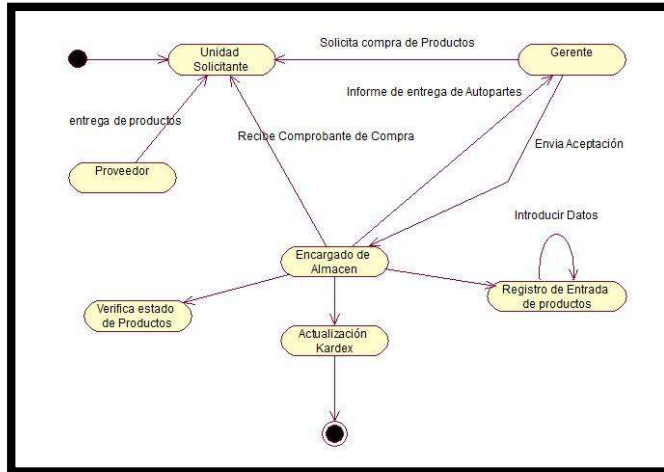 Unidad
Solicitante
Solicita compra de Productos
Gerente
Informe de entrega de Autopartes
entrega de productos
Recibe Comprobante de Compra
Envia Aceptación
Proveedor
Introducir Datos
Encargado de
Almacen
Registro de Entrada
de productos
Verifica estado
de Productos
Actualización
Kardex